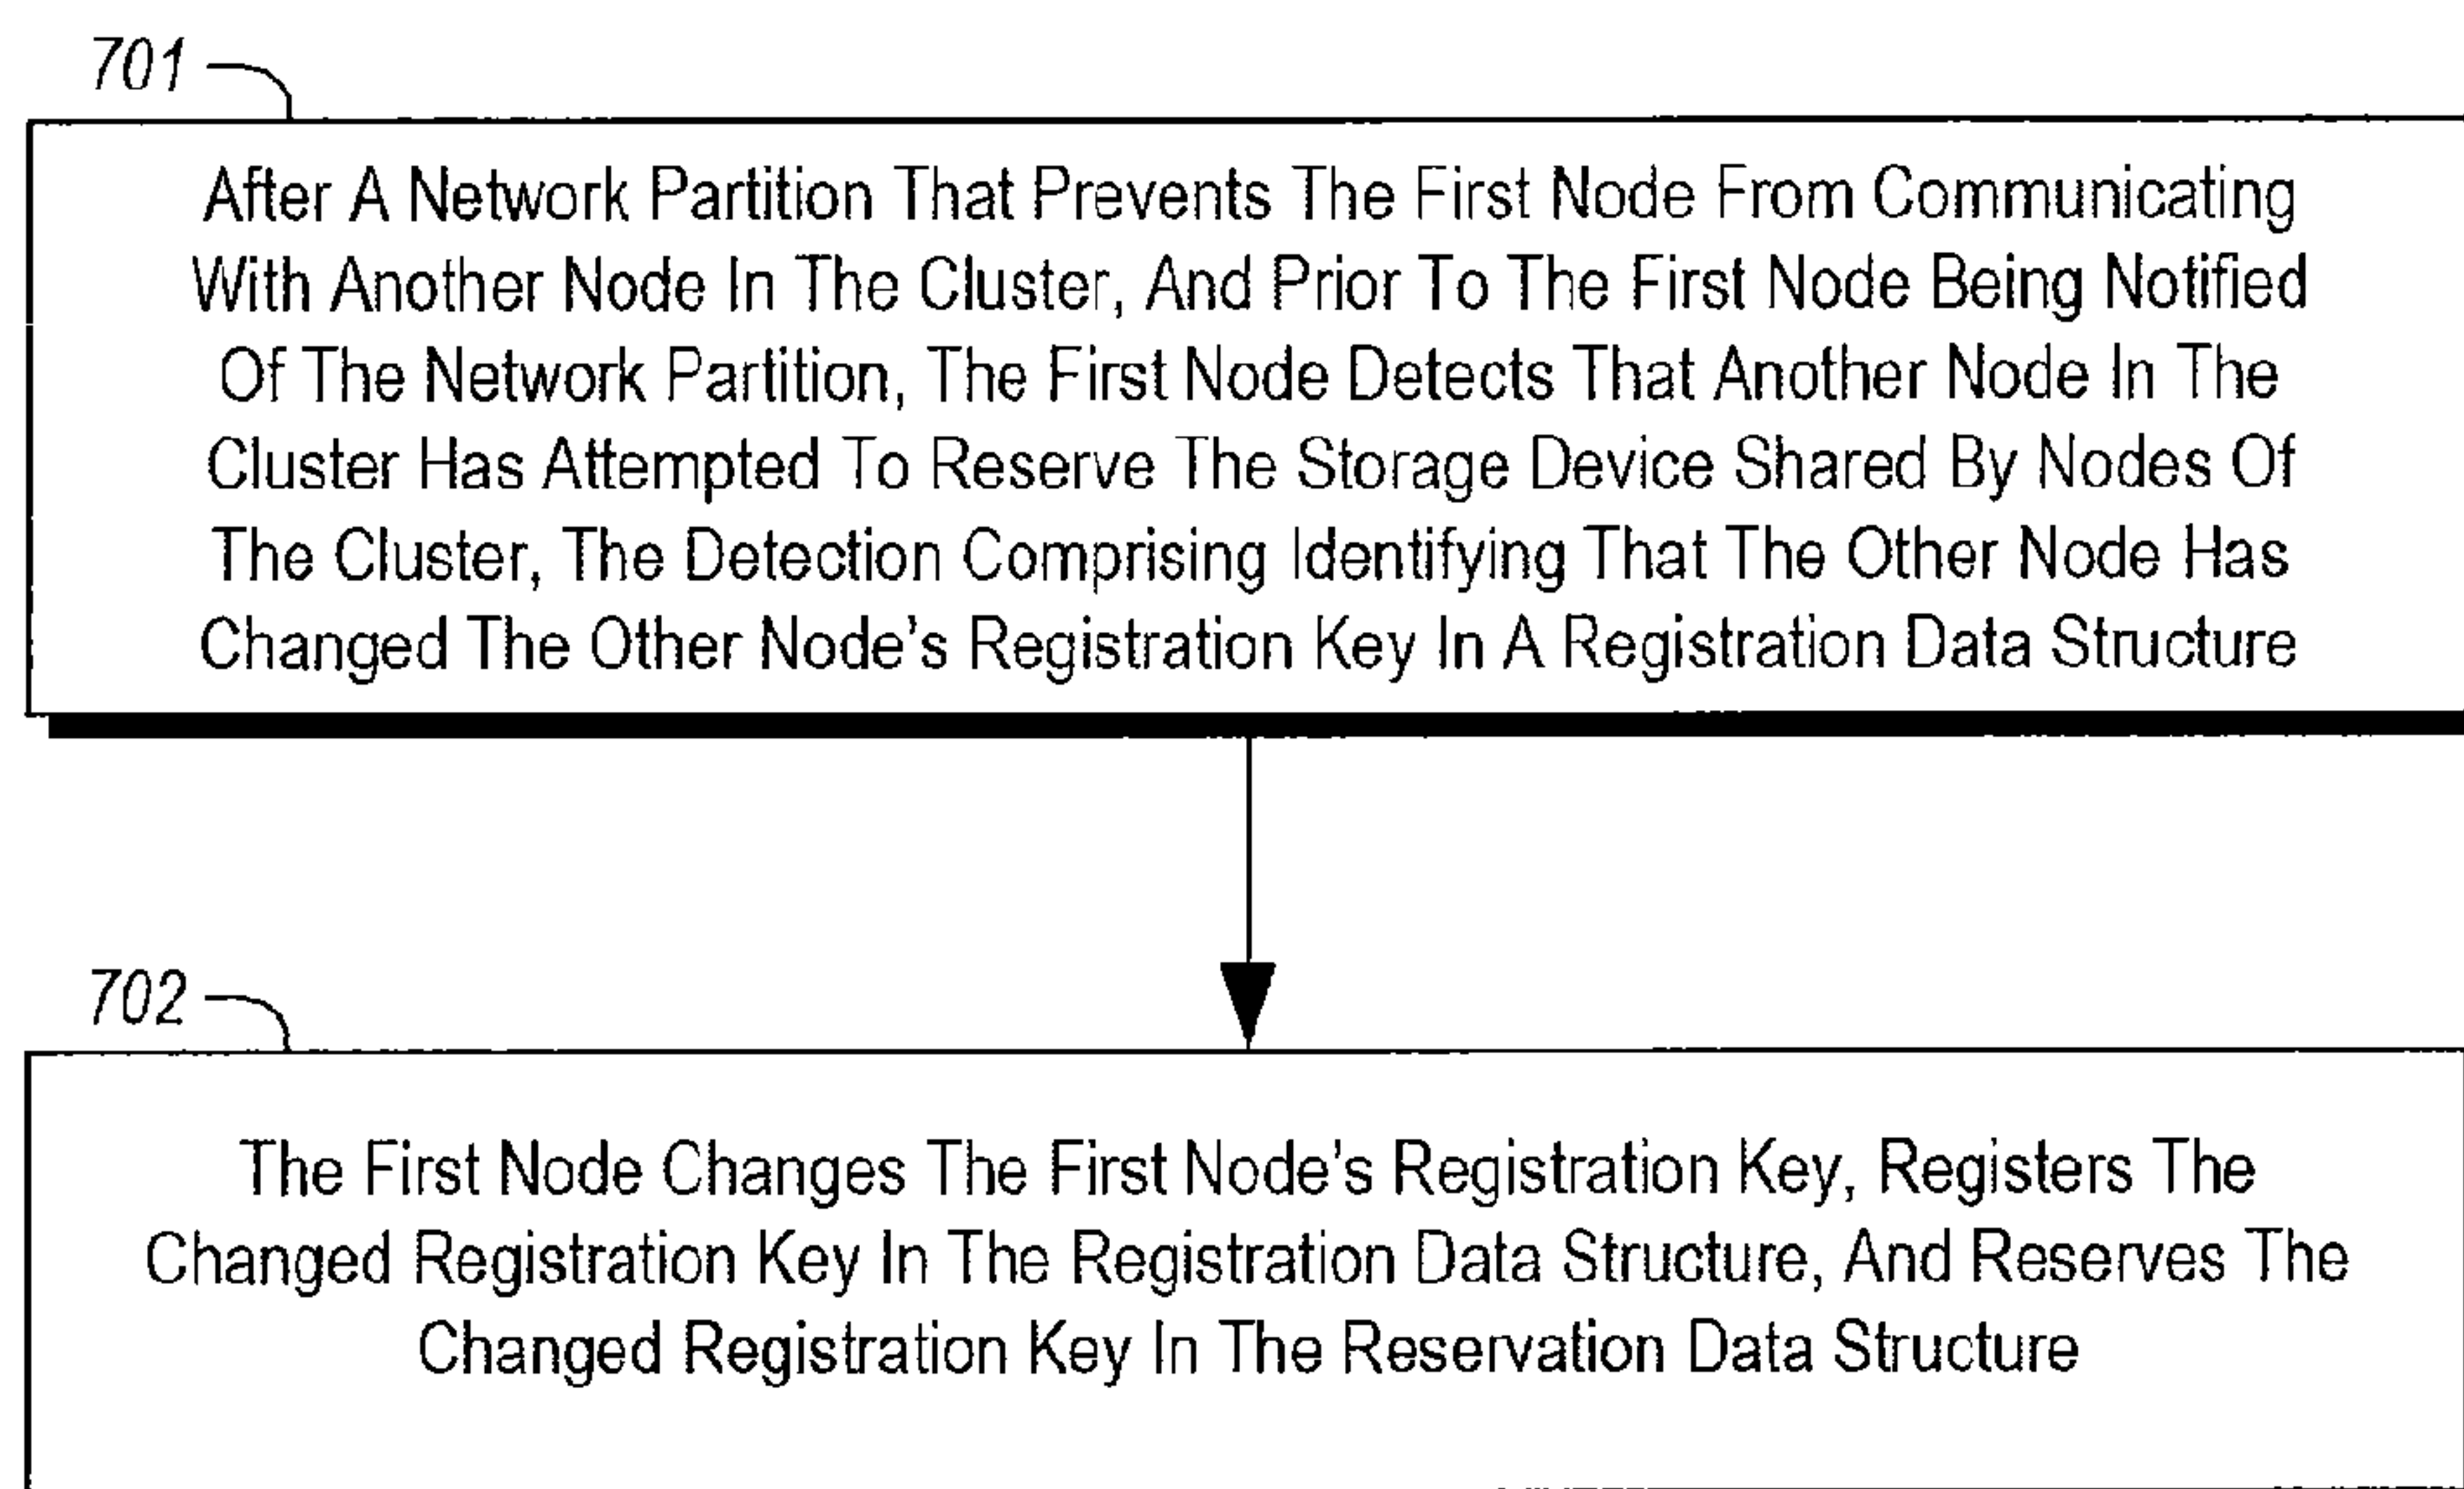 701
After A Network Partition That Prevents The First Node From Communicating
With Another Node In The Cluster, And Prior To The First Node Being Notified
Of The Network Partition, The First Node Detects That Another Node In The
Cluster Has Attempted To Reserve The Storage Device Shared By Nodes Of
The Cluster, The Detection Comprising Identifying That The Other Node Has
Changed The Other Node's Registration Key In A Registration Data Structure
702
The First Node Changes The First Node's Registration Key, Registers The
Changed Registration Key In The Registration Data Structure, And Reserves The
Changed Registration Key In The Reservation Data Structure